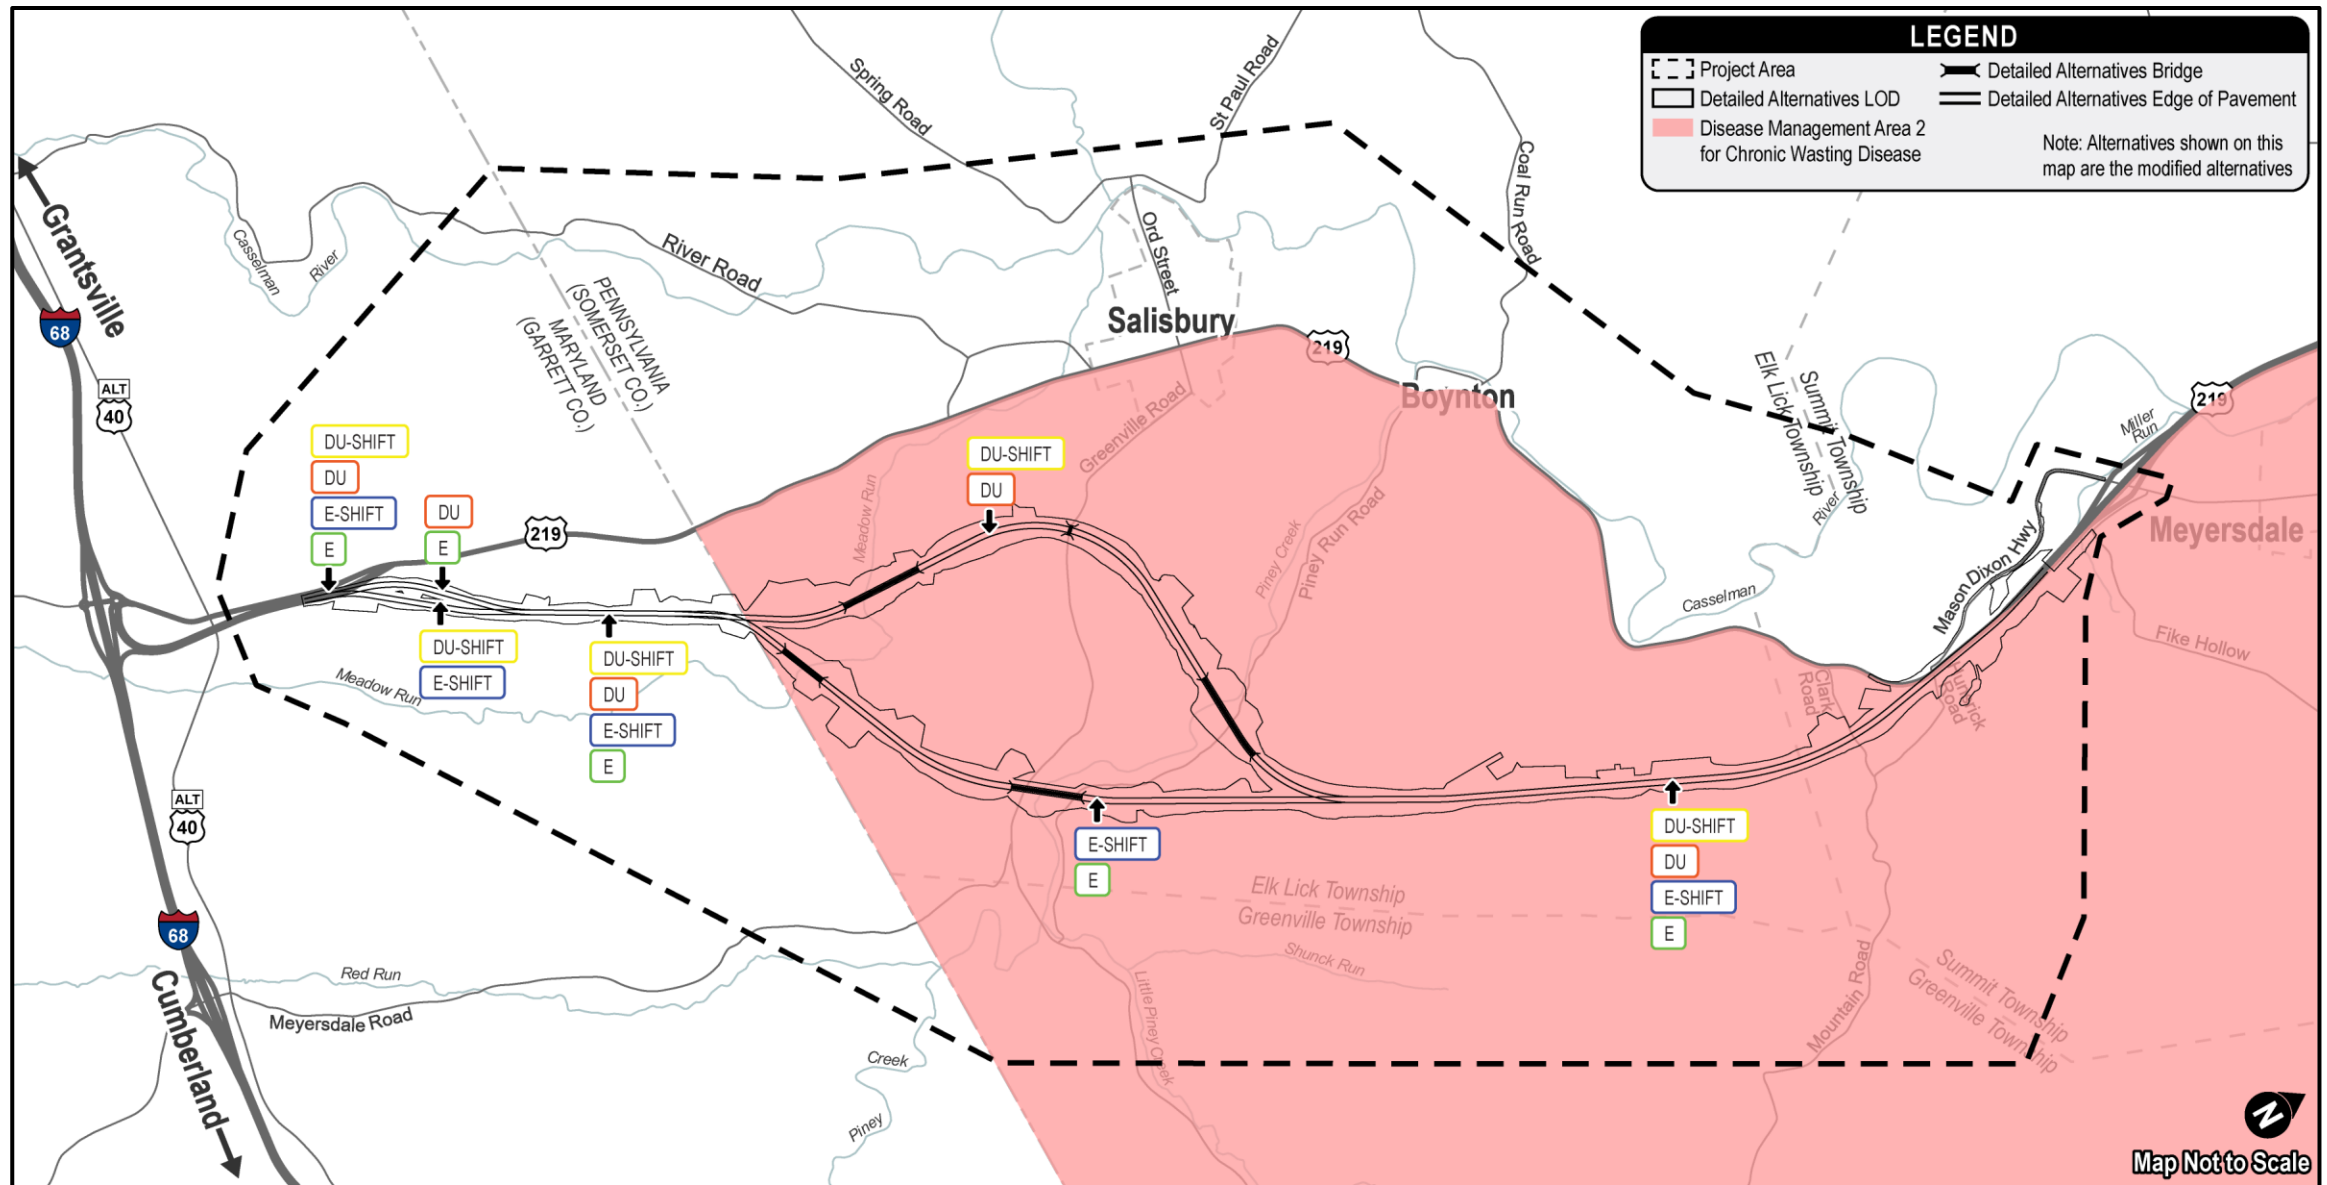 LEGEND
Project Area
Detailed Alternatives LOD
Disease Management Area 2
for Chronic Wasting Disease
Detailed Alternatives Bridge
Detailed Alternatives Edge of Pavement
Note: Alternatives shown on this
map are the modified alternatives
Spring Road
St Paul Road
Coal Run Road
Grantsville
Casselman
River
River Road
Ord Street
Salisbury
PENNSYLVANIA
(SOMERSET CO.)
MARYLAND
(GARRETT CO.)
68
ALT
40
219
Boynton
Elk Lick Township
Summit Township
River
219
Miller
Run
Meyersdale
Greenville Road
DU-SHIFT
DU
E-SHIFT
E
DU
E
219
DU-SHIFT
DU
Meadow Run
Piney Creek
Piney Run Road
Casselman
Mason Dixon Hwy
Fike Hollow
DU-SHIFT
E-SHIFT
Meadow Run
DU-SHIFT
DU
E-SHIFT
E
Clark
Road
Hunsrick
Road
ALT
40
E-SHIFT
E
DU-SHIFT
DU
E-SHIFT
E
Elk Lick Township
Greenville Township
Shunck Run
68
Red Run
Meyersdale Road
Cumberland
Little Piney Creek
Mountain Road
Summit Township
Greenville Township
Creek
Piney
N
Map Not to Scale